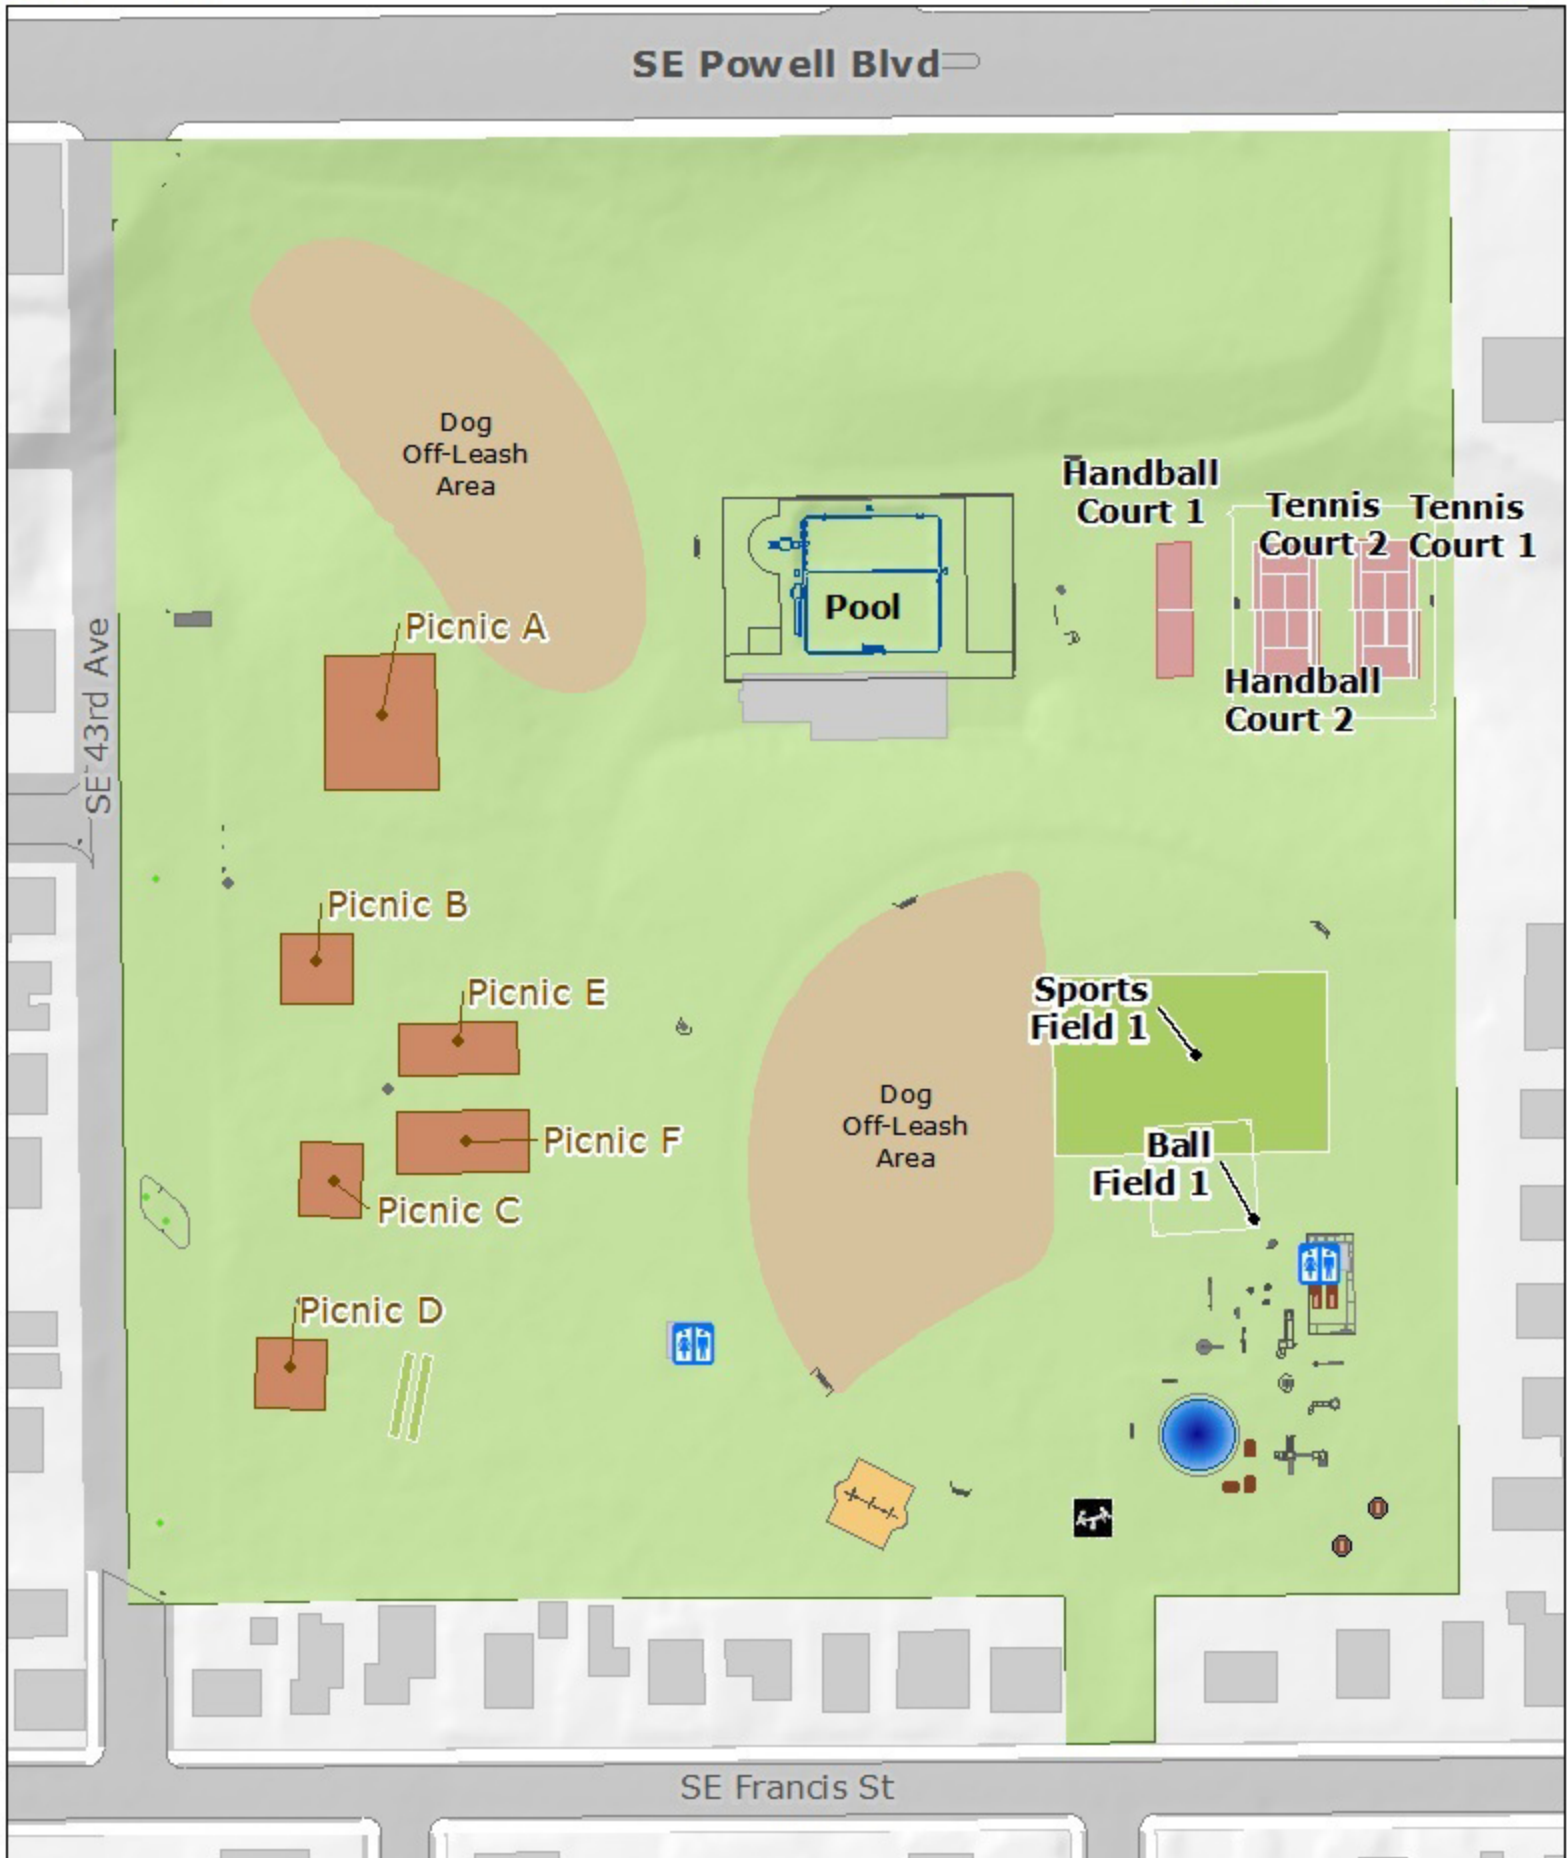 SE Powell Blvd
Dog
Off-Leash
Area
Handball
Court 1
Tennis
Court 2
Tennis
Court 1
Pool
Picnic A
Handball
Court 2
SE 43rd Ave
Picnic B
Picnic E
Sports
Field 1
Dog
Off-Leash
Area
Picnic F
Ball
Field 1
Picnic C
Picnic D
SE Francis St